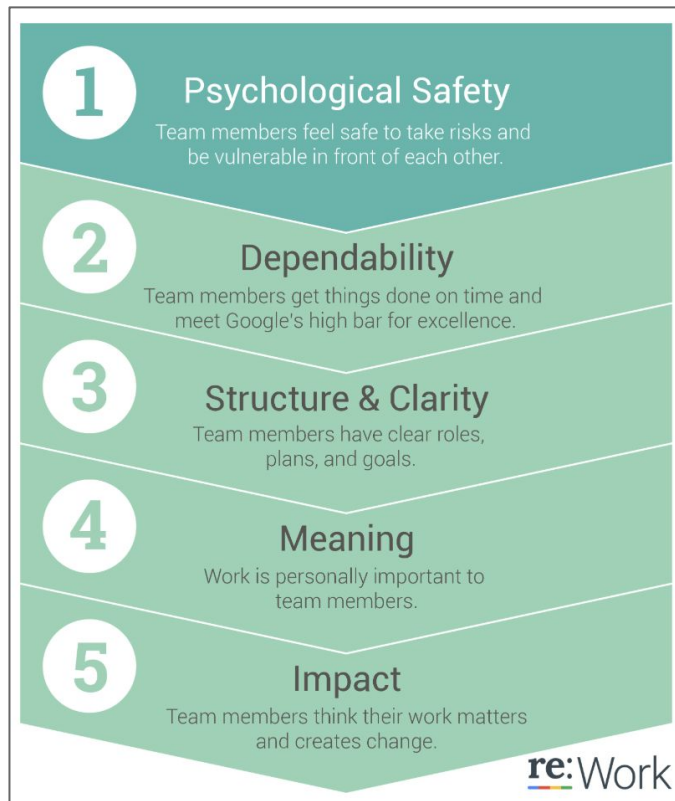 1
Psychological Safety
Team members feel safe to take risks and
be vulnerable in front of each other.
2
Dependability
Team members get things done on time and
meet Google's high bar for excellence.
3
Structure & Clarity
Team members have clear roles,
plans, and goals.
4
Meaning
Work is personally important to
team members.
5
Impact
Team members think their work matters
and creates change.
re:Work